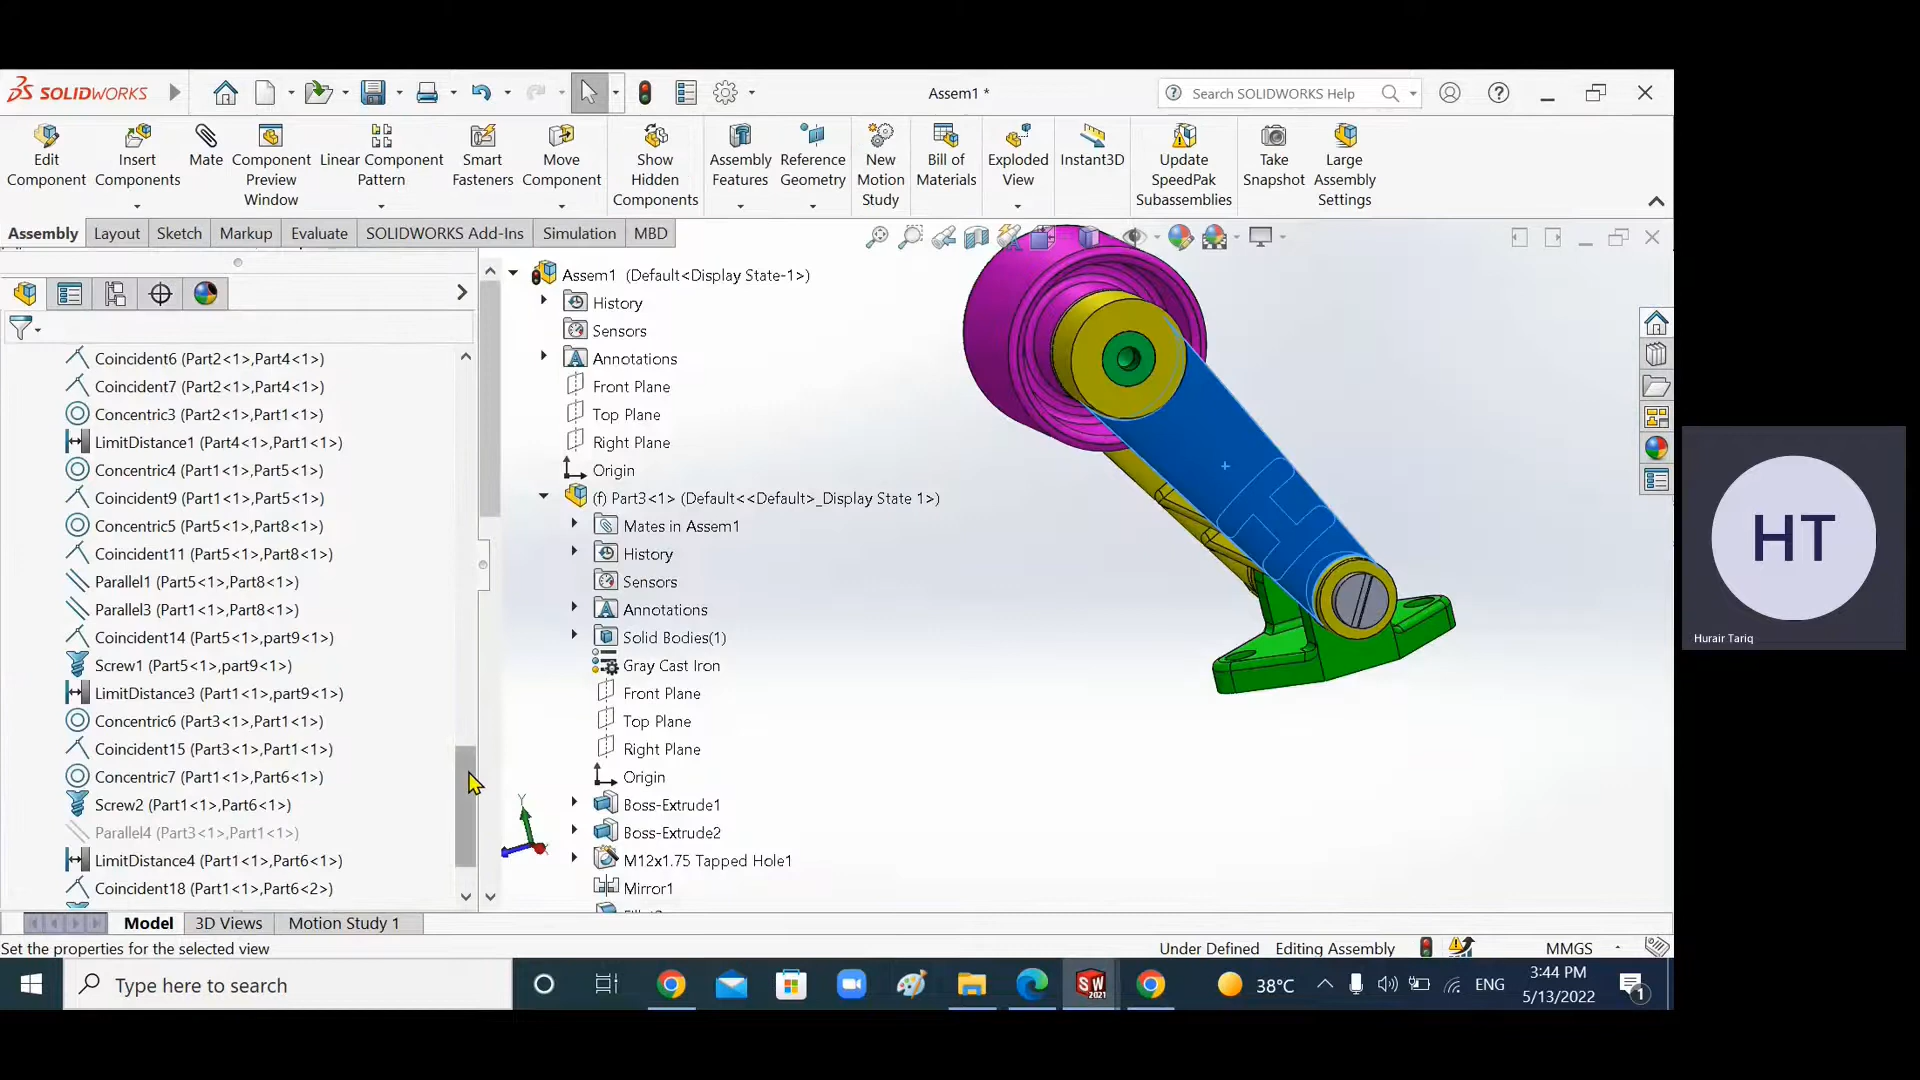 SOLIDWORKS
Assem1 *
Search SOLIDWORKS Help
Edit Component
Insert Components
Mate
Component Preview Window
Linear Component Pattern
Smart Fasteners
Move Component
Show Hidden Components
Assembly Features
Reference Geometry
New Motion Study
Bill of Materials
Exploded View
Instant3D
Update SpeedPak Subassemblies
Take Snapshot
Large Assembly Settings
Assembly
Layout
Sketch
Markup
Evaluate
SOLIDWORKS Add-Ins
Simulation
MBD
Coincident6 (Part2<1>,Part4<1>)
Coincident7 (Part2<1>,Part4<1>)
Concentric3 (Part2<1>,Part1<1>)
LimitDistance1 (Part4<1>,Part1<1>)
Concentric4 (Part1<1>,Part5<1>)
Coincident9 (Part1<1>,Part5<1>)
Concentric5 (Part5<1>,Part8<1>)
Coincident11 (Part5<1>,Part8<1>)
Parallel1 (Part5<1>,Part8<1>)
Parallel3 (Part1<1>,Part8<1>)
Coincident14 (Part5<1>,part9<1>)
Screw1 (Part5<1>,part9<1>)
LimitDistance3 (Part1<1>,part9<1>)
Concentric6 (Part3<1>,Part1<1>)
Coincident15 (Part3<1>,Part1<1>)
Concentric7 (Part1<1>,Part6<1>)
Screw2 (Part1<1>,Part6<1>)
Parallel4 (Part3<1>,Part1<1>)
LimitDistance4 (Part1<1>,Part6<1>)
Coincident18 (Part1<1>,Part6<2>)
Assem1 (Default<Display State-1>)
History
Sensors
Annotations
Front Plane
Top Plane
Right Plane
Origin
(f) Part3<1> (Default<<Default>_Display State 1>)
Mates in Assem1
History
Sensors
Annotations
Solid Bodies(1)
Gray Cast Iron
Front Plane
Top Plane
Right Plane
Origin
Boss-Extrude1
Boss-Extrude2
M12x1.75 Tapped Hole1
Mirror1
Y
HT
Hurair Tariq
Model
3D Views
Motion Study 1
Set the properties for the selected view
Under Defined
Editing Assembly
MMGS
Type here to search
SW
2021
38°C
ENG
3:44 PM
5/13/2022
1